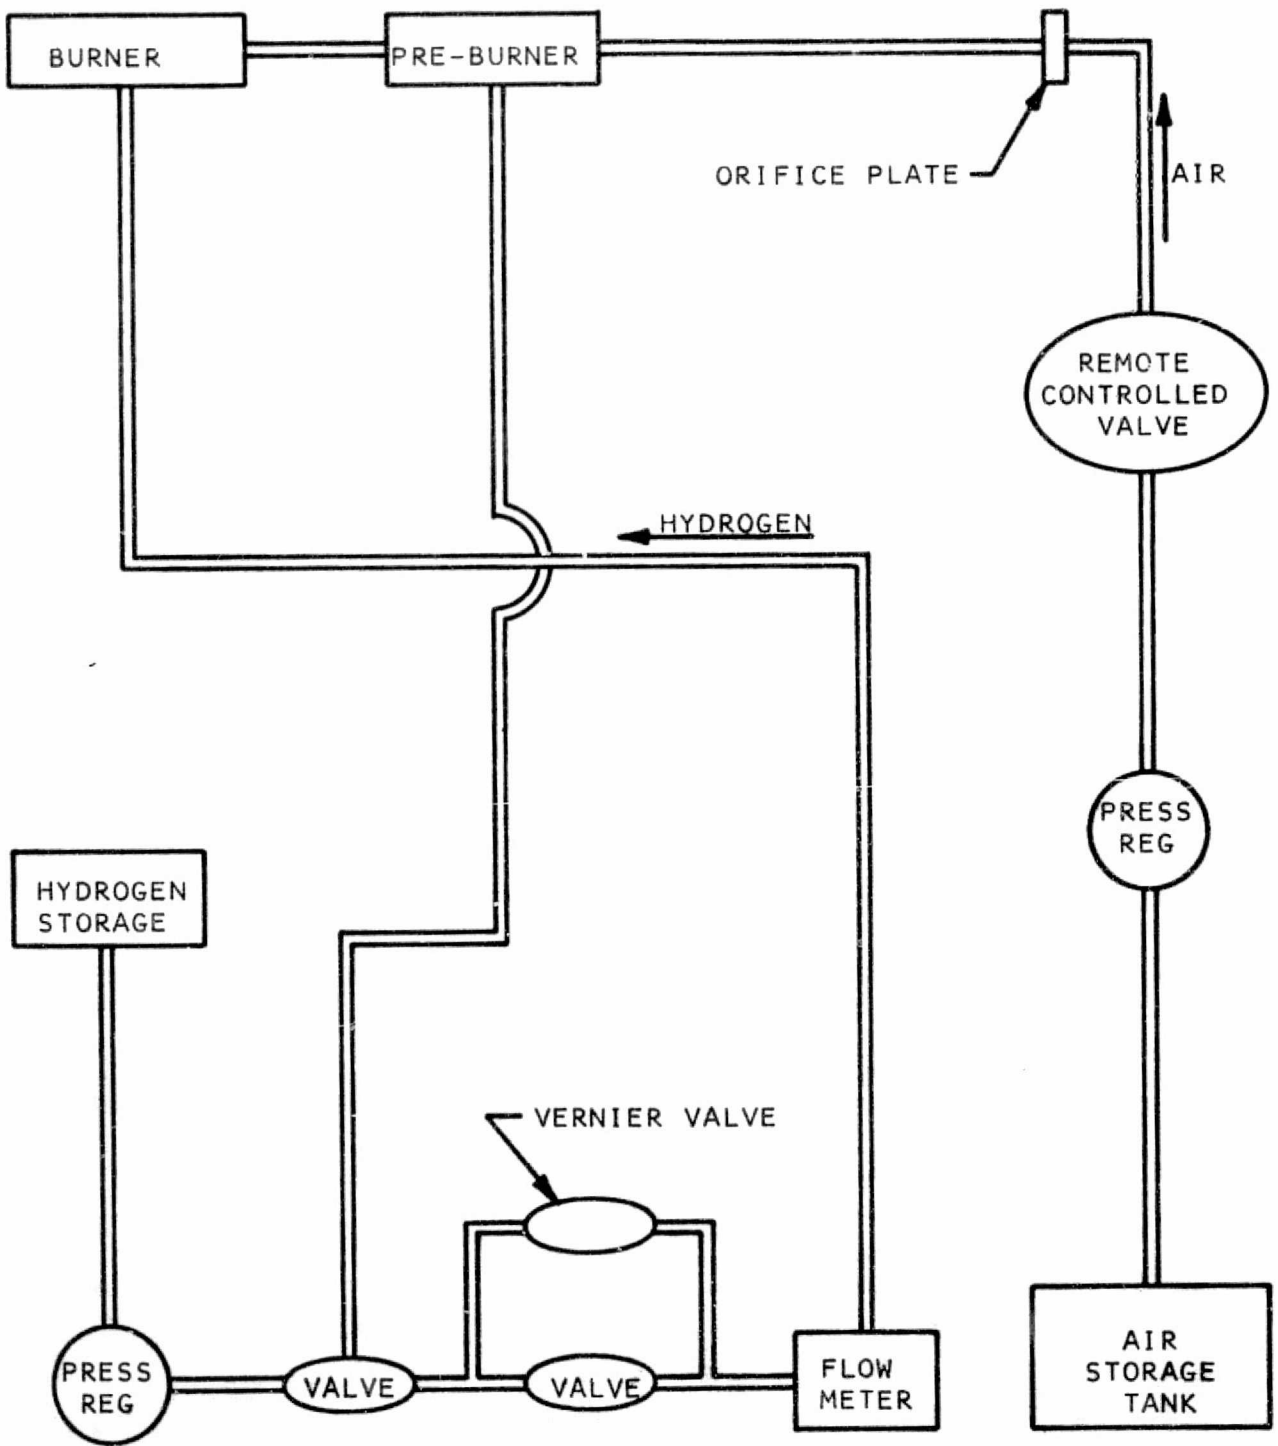 BURNER
PRE-BURNER
ORIFICE PLATE
AIR
REMOTE
CONTROLLED
VALVE
HYDROGEN
PRESS
REG
HYDROGEN
STORAGE
VERNIER VALVE
PRESS
REG
VALVE
VALVE
FLOW
METER
AIR
STORAGE
TANK